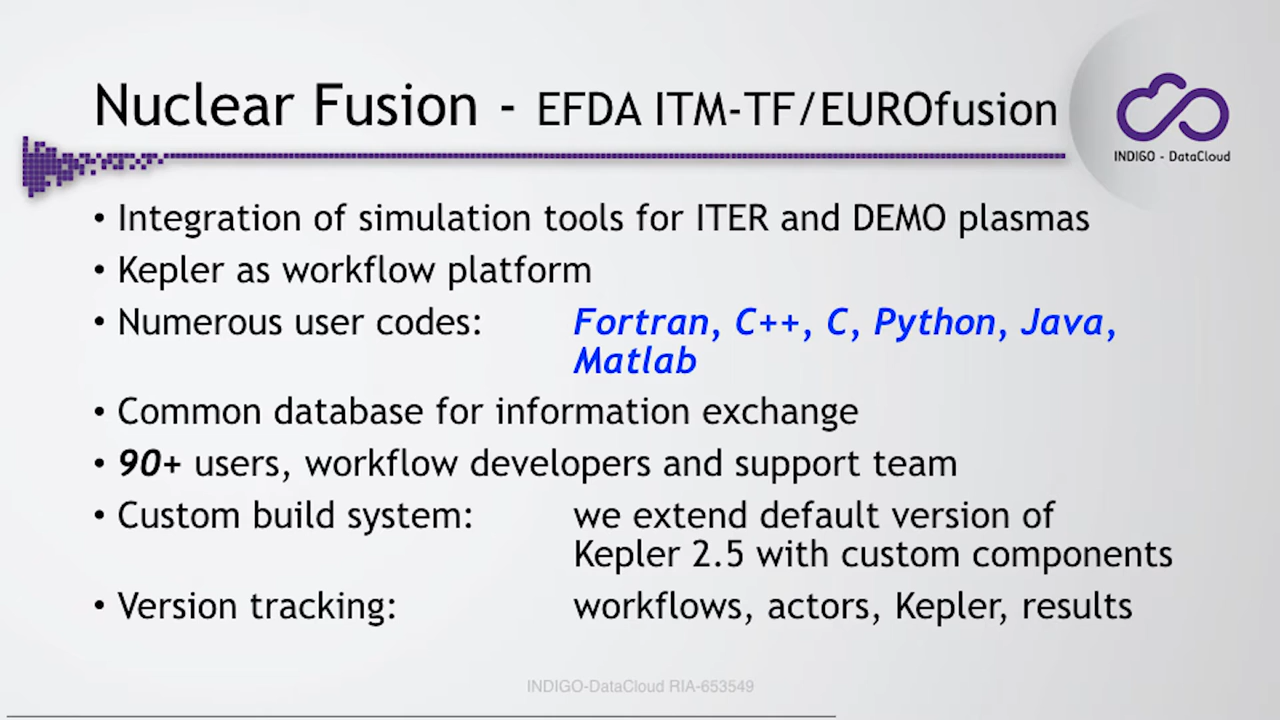 Nuclear Fusion - EFDA ITM-TF/EUROfusion
INDIGO - DataCloud
• Integration of simulation tools for ITER and DEMO plasmas
• Kepler as workflow platform
• Numerous user codes: Fortran, C++, C, Python, Java,
Matlab
• Common database for information exchange
• 90+ users, workflow developers and support team
• Custom build system: we extend default version of
Kepler 2.5 with custom components
• Version tracking: workflows, actors, Kepler, results
INDIGO-DataCloud RIA-653549